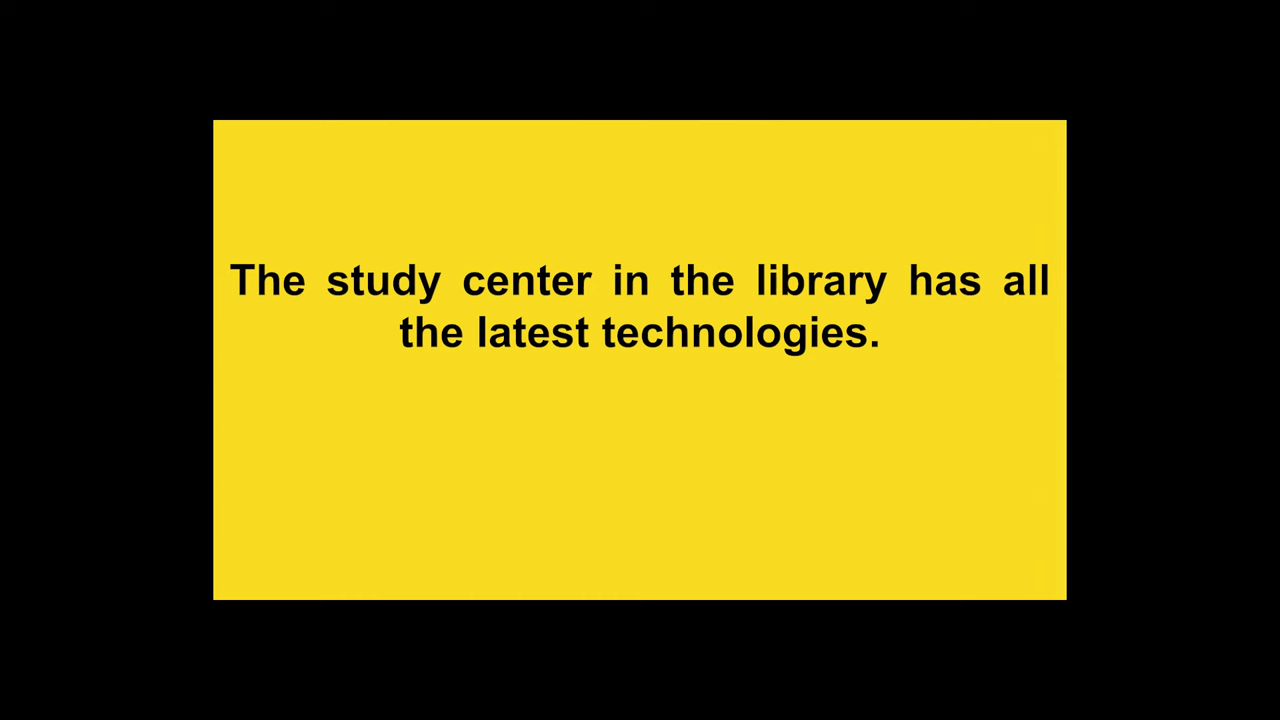 The study center in the library has all
the latest technologies.